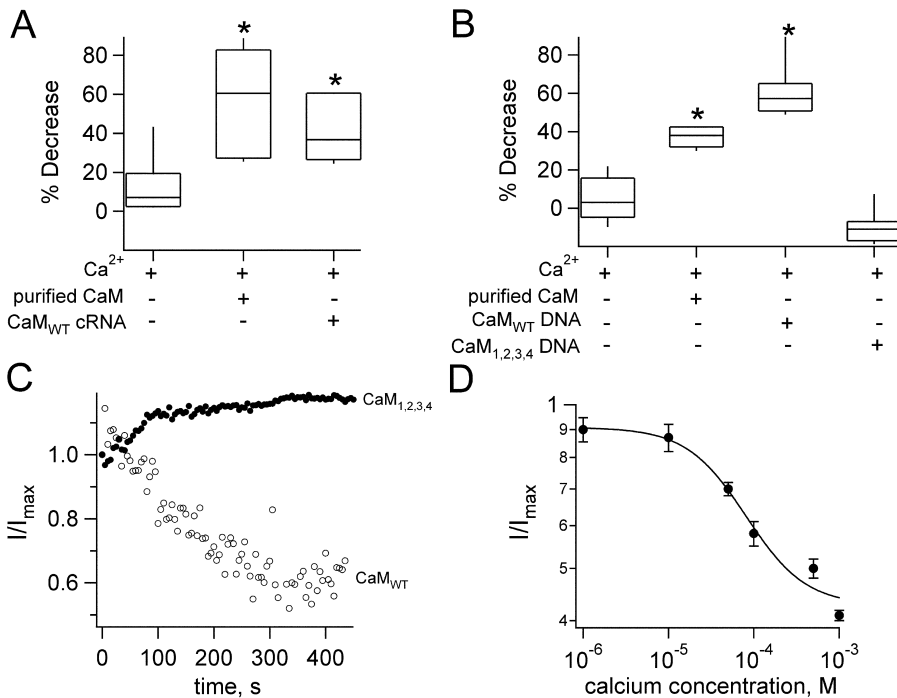 A
% Decrease
80
60
40
20
0
*
*
Ca2+ + + +
purified CaM - + -
CaMWT cRNA - - +
B
% Decrease
80
60
40
20
0
*
*
Ca2+ + + + +
purified CaM - + - -
CaMWT DNA - - + -
CaM1,2,3,4 DNA - - - +
C
I/Imax
1.0
0.8
0.6
CaM1,2,3,4
CaMWT
0 100 200 300 400
time, s
D
I/Imax
1
9
8
7
6
5
4
10-6 10-5 10-4 10-3
calcium concentration, M